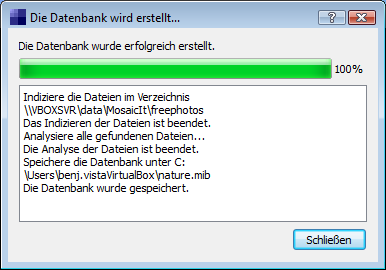 Die Datenbank wird erstellt...
Die Datenbank wurde erfolgreich erstellt.
100%
Indiziere die Dateien im Verzeichnis
\\VBOXSVR\data\MosaicIt\freephotos
Das Indizieren der Dateien ist beendet.
Analysiere alle gefundenen Dateien...
Die Analyse der Dateien ist beendet.
Speichere die Datenbank unter C:
\Users\benj.vistaVirtualBox\nature.mib
Die Datenbank wurde gespeichert.
Schließen